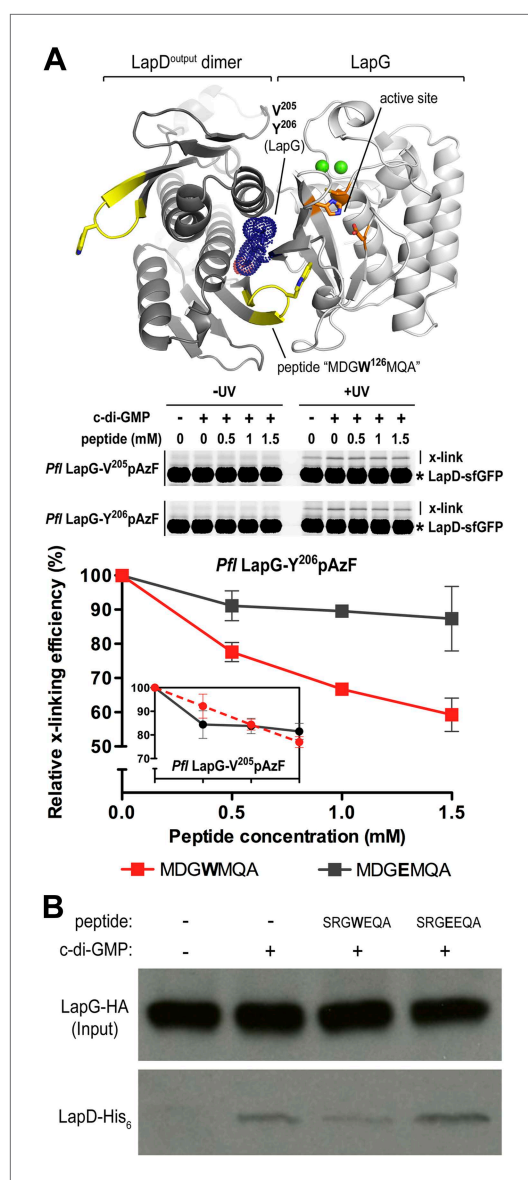 A
LapD^output dimer
LapG
V^205
Y^206
(LapG)
active site
peptide “MDGW^126MQA”
-UV
+UV
c-di-GMP - + + + + - + + + +
peptide (mM) 0 0 0.5 1 1.5 0 0 0.5 1 1.5
Pfl LapG-V^205pAzF
x-link
* LapD-sfGFP
Pfl LapG-Y^206pAzF
x-link
* LapD-sfGFP
Pfl LapG-Y^206pAzF
Relative x-linking efficiency (%)
100
90
80
70
60
50
100
90
80
70
Pfl LapG-V^205pAzF
0.0 0.5 1.0 1.5
Peptide concentration (mM)
MDGWMQA
MDGEMQA
B
peptide: - - SRGWEQA SRGEEQA
c-di-GMP: - + + +
LapG-HA
(Input)
LapD-His₆